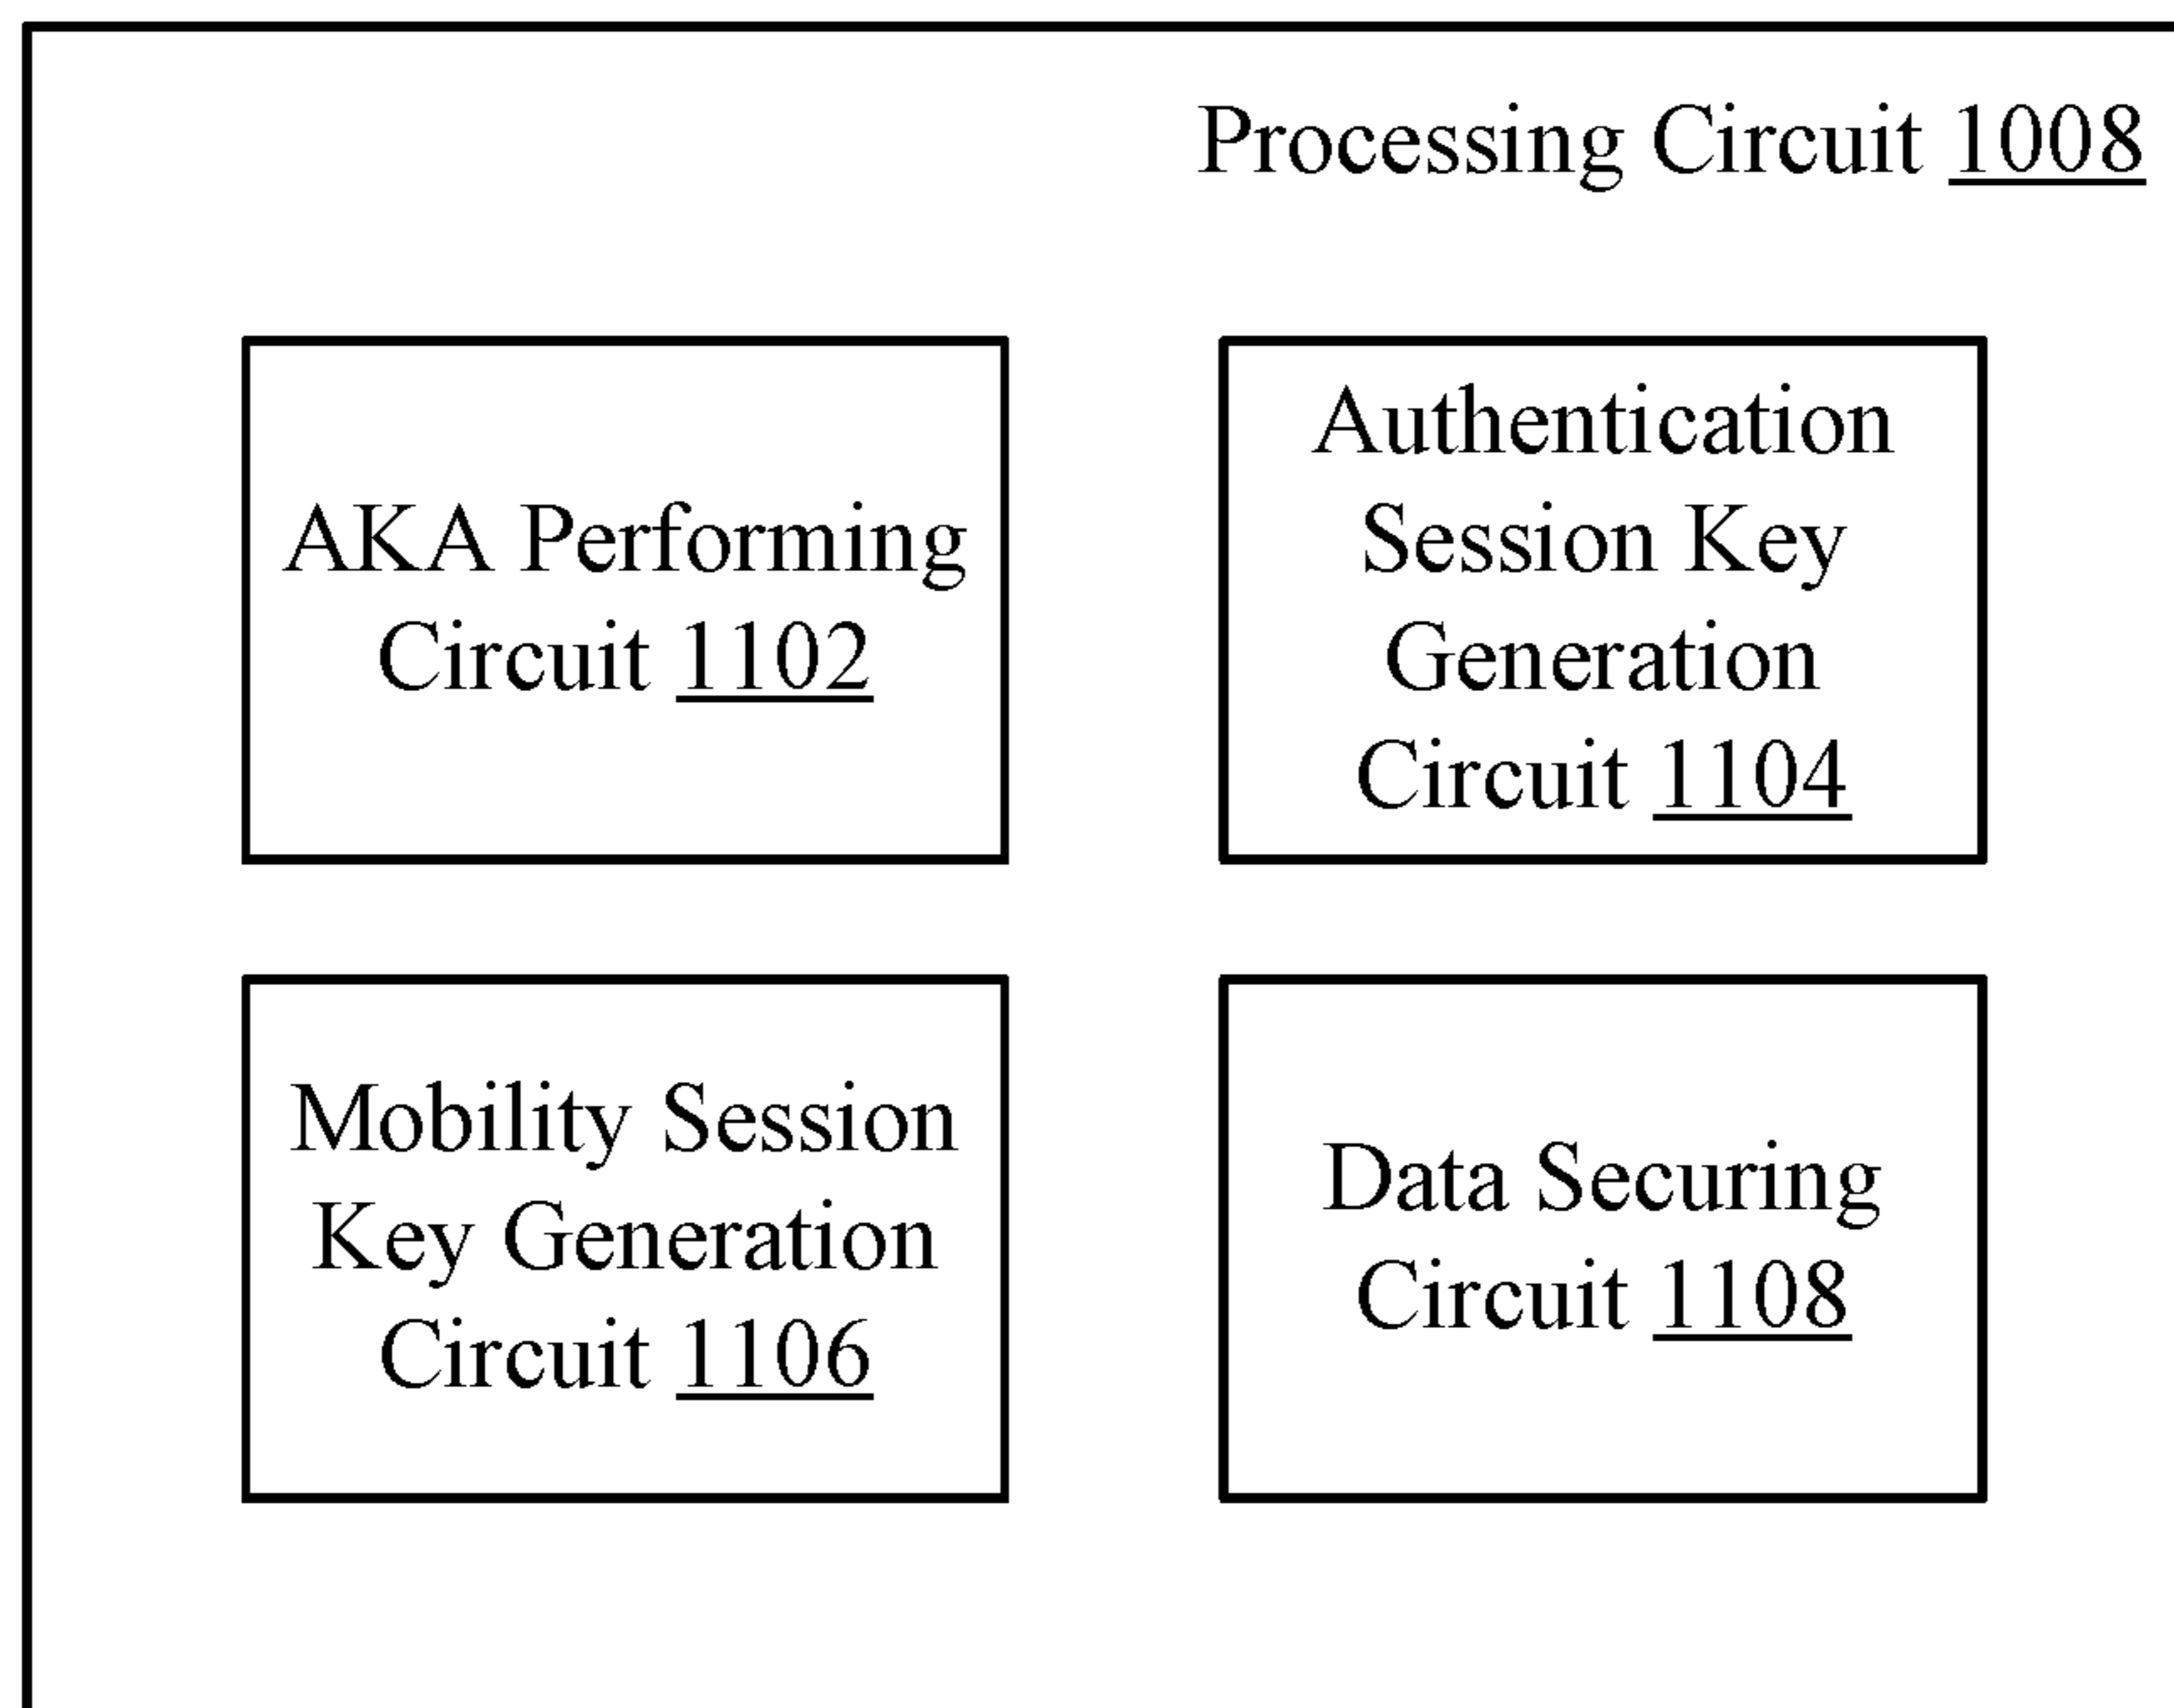 Processing Circuit 1008
AKA Performing
Circuit 1102
Authentication
Session Key
Generation
Circuit 1104
Mobility Session
Key Generation
Circuit 1106
Data Securing
Circuit 1108